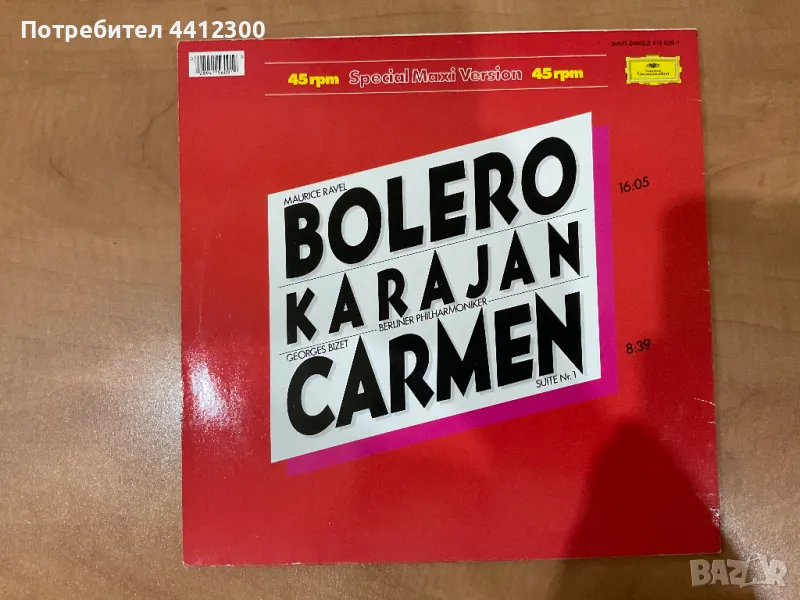 Потребител 4412300
45 rpm Special Maxi Version 45 rpm
MAURICE RAVEL
BOLERO
16:05
KARAJAN
BERLINER PHILHARMONIKER
GEORGES BIZET
CARMEN
8:39
SUITE Nr. 1
BAZAR